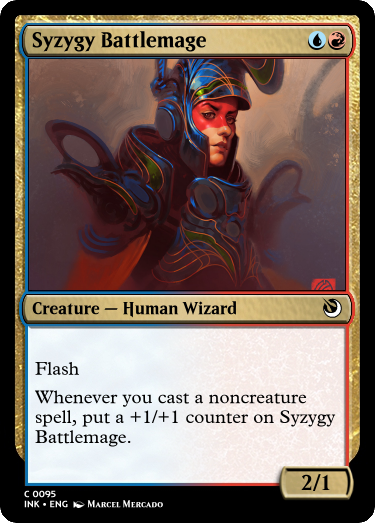 Syzygy Battlemage
Creature — Human Wizard
Flash
Whenever you cast a noncreature
spell, put a +1/+1 counter on Syzygy
Battlemage.
2/1
C 0095
INK • ENG Marcel Mercado